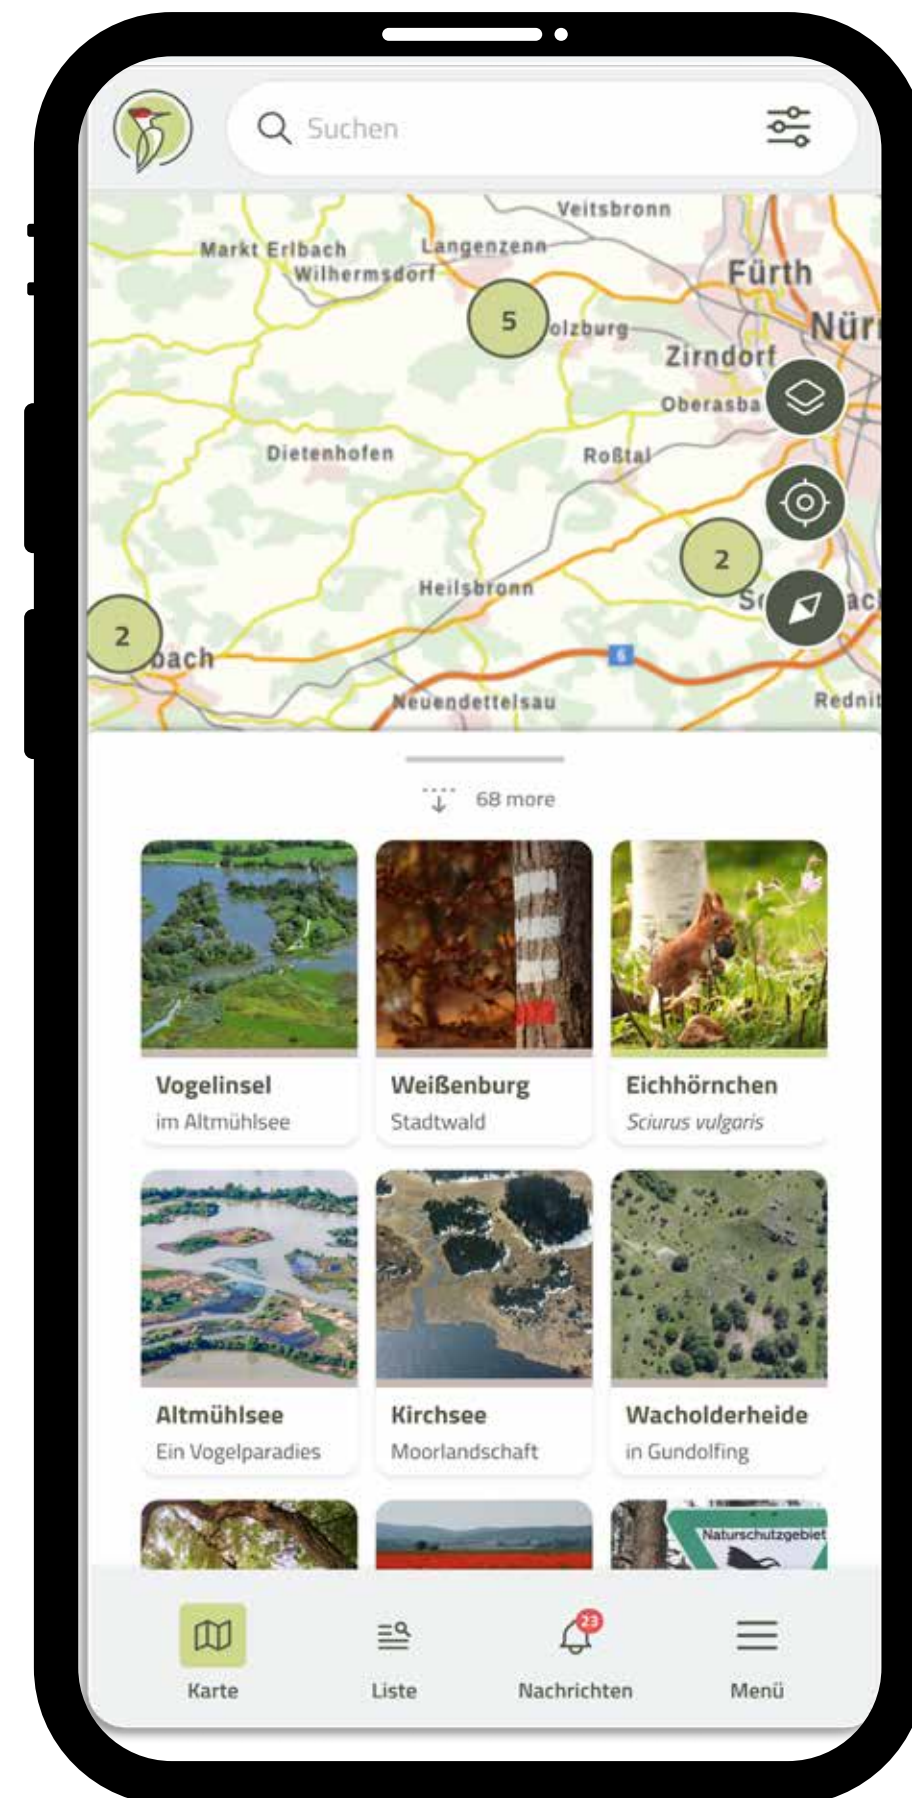 Suchen
Veitsbronn
Markt Erlbach
Langenzenn
Wilhermsdorf
Fürth
5
olzburg
Nür
Zirndorf
Oberasba
Dietenhofen
Roßtal
2
Heilsbronn
2
bach
6
Neuendettelsau
Rednit
68 more
Vogelinsel
im Altmühlsee
Weißenburg
Stadtwald
Eichhörnchen
Sciurus vulgaris
Altmühlsee
Ein Vogelparadies
Kirchsee
Moorlandschaft
Wacholderheide
in Gundolfing
Naturschutzgebiet
23
Karte
Liste
Nachrichten
Menü